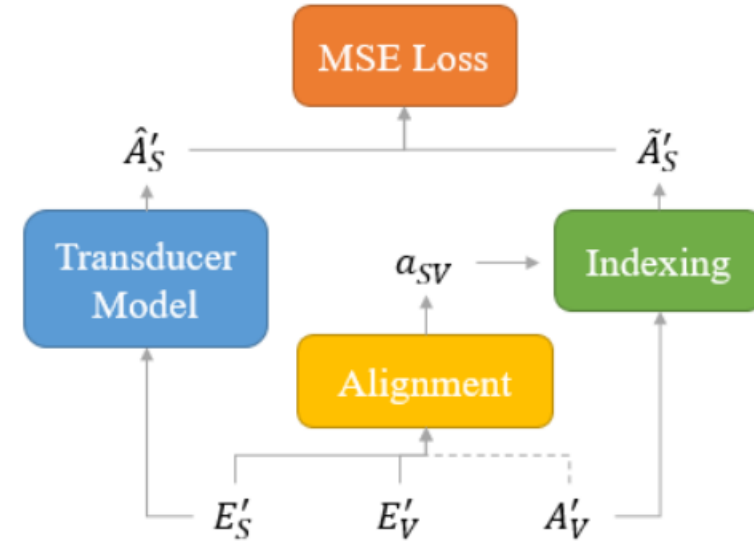 MSE Loss
Â′_S
Ã′_S
Transducer
Model
a_SV
Indexing
Alignment
E′_S
E′_V
A′_V